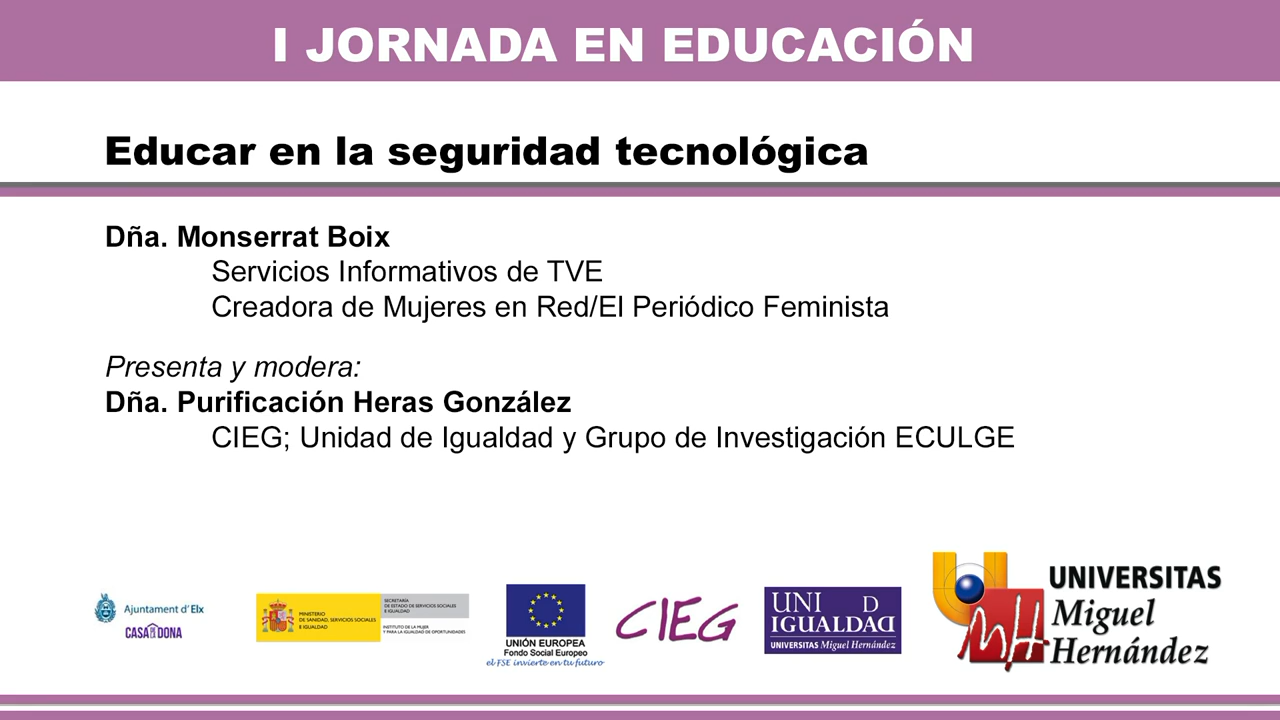 I JORNADA EN EDUCACIÓN
Educar en la seguridad tecnológica
Dña. Monserrat Boix
Servicios Informativos de TVE
Creadora de Mujeres en Red/El Periódico Feminista
Presenta y modera:
Dña. Purificación Heras González
CIEG; Unidad de Igualdad y Grupo de Investigación ECULGE
Ajuntament d'Elx
CASA DONA
MINISTERIO
DE SANIDAD, SERVICIOS SOCIALES
E IGUALDAD
SECRETARÍA
DE ESTADO DE SERVICIOS SOCIALES
E IGUALDAD
INSTITUTO DE LA MUJER
Y PARA LA IGUALDAD DE OPORTUNIDADES
UNIÓN EUROPEA
Fondo Social Europeo
el FSE invierte en tu futuro
CIEG
UNI D
IGUALDAD
UNIVERSITAS Miguel Hernández
UNIVERSITAS
Miguel
Hernández